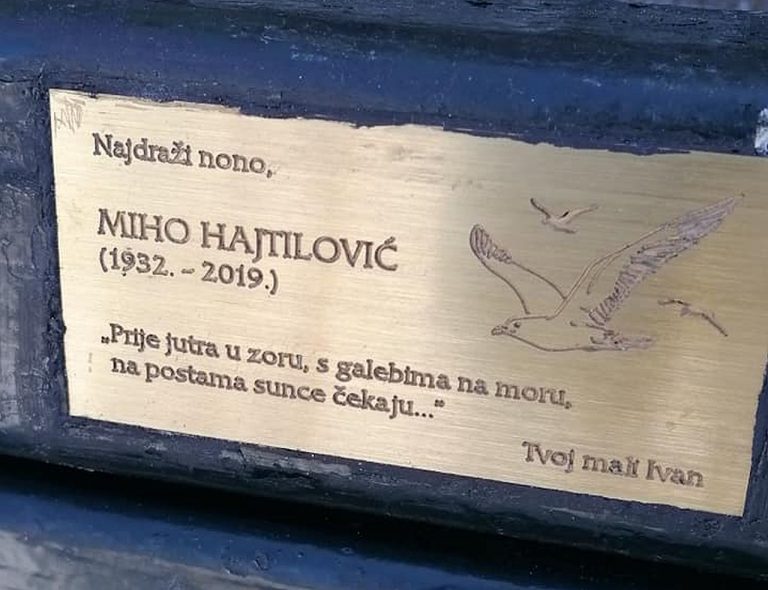 Najdraži nono,
MIHO HAJTILOVIĆ
(1932. - 2019.)
„Prije jutra u zoru, s galebima na moru,
na postama sunce čekaju...“
Tvoj mali Ivan